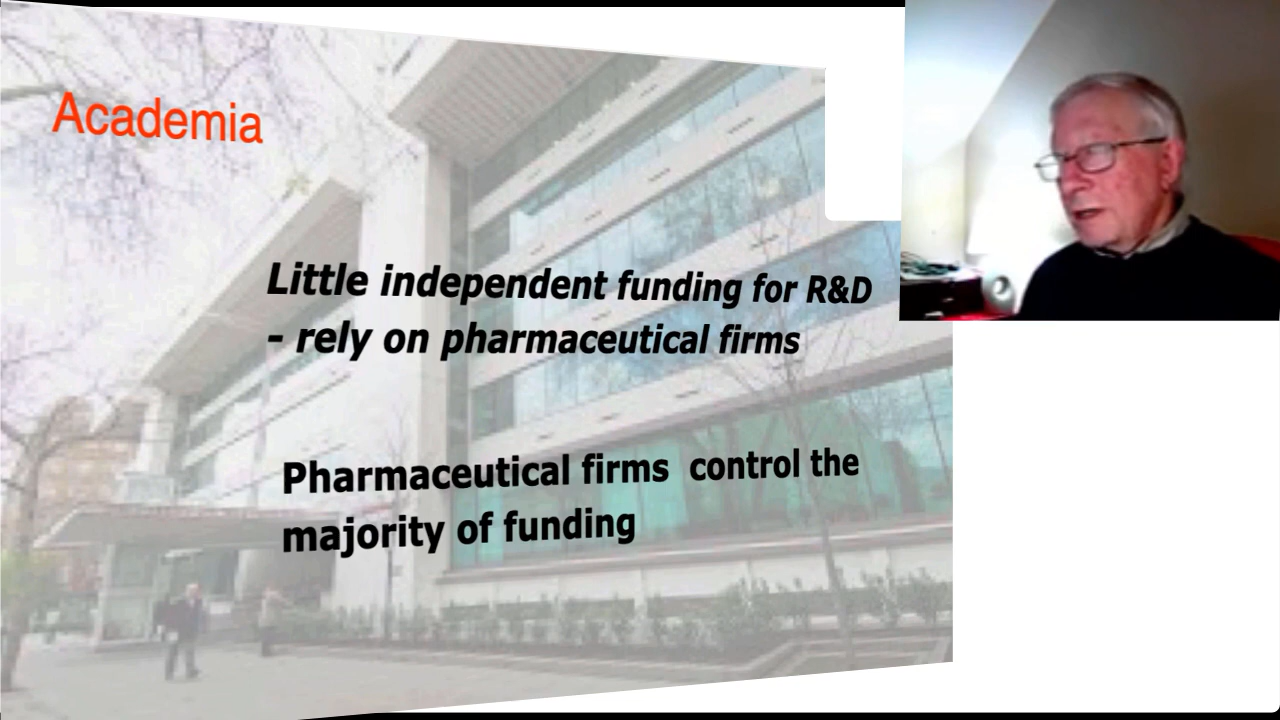 Academia
Little independent funding for R&D
- rely on pharmaceutical firms
Pharmaceutical firms control the
majority of funding